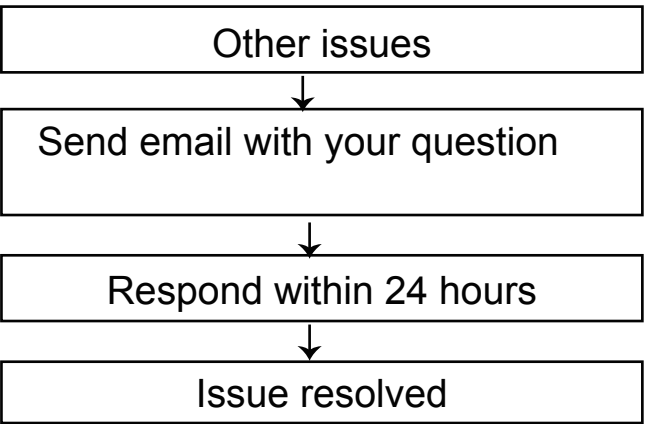 Other issues
Send email with your question
Respond within 24 hours
Issue resolved